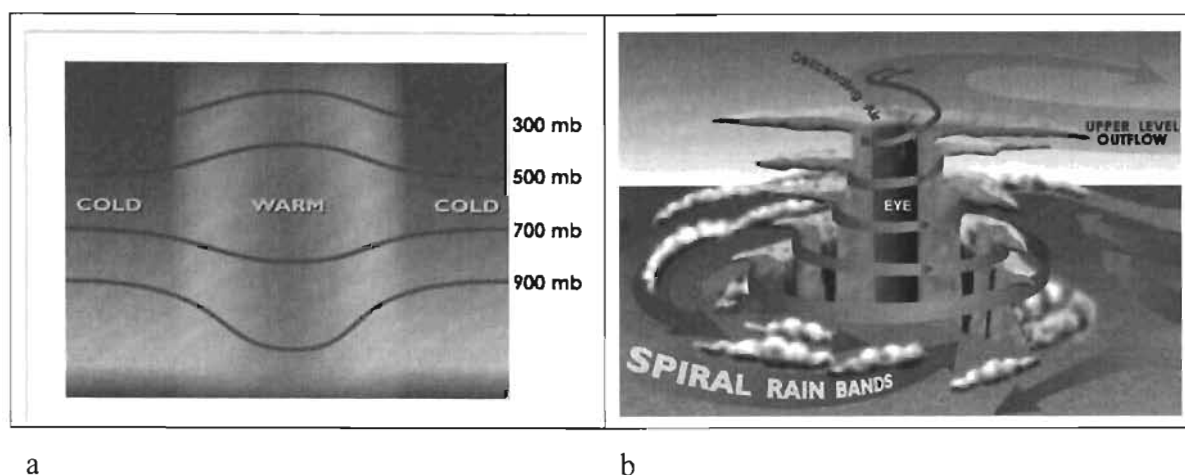 300 mb
500 mb
COLD WARM COLD
700 mb
900 mb
a
Descending Air
UPPER LEVEL
OUTFLOW
EYE
SPIRAL RAIN BANDS
b